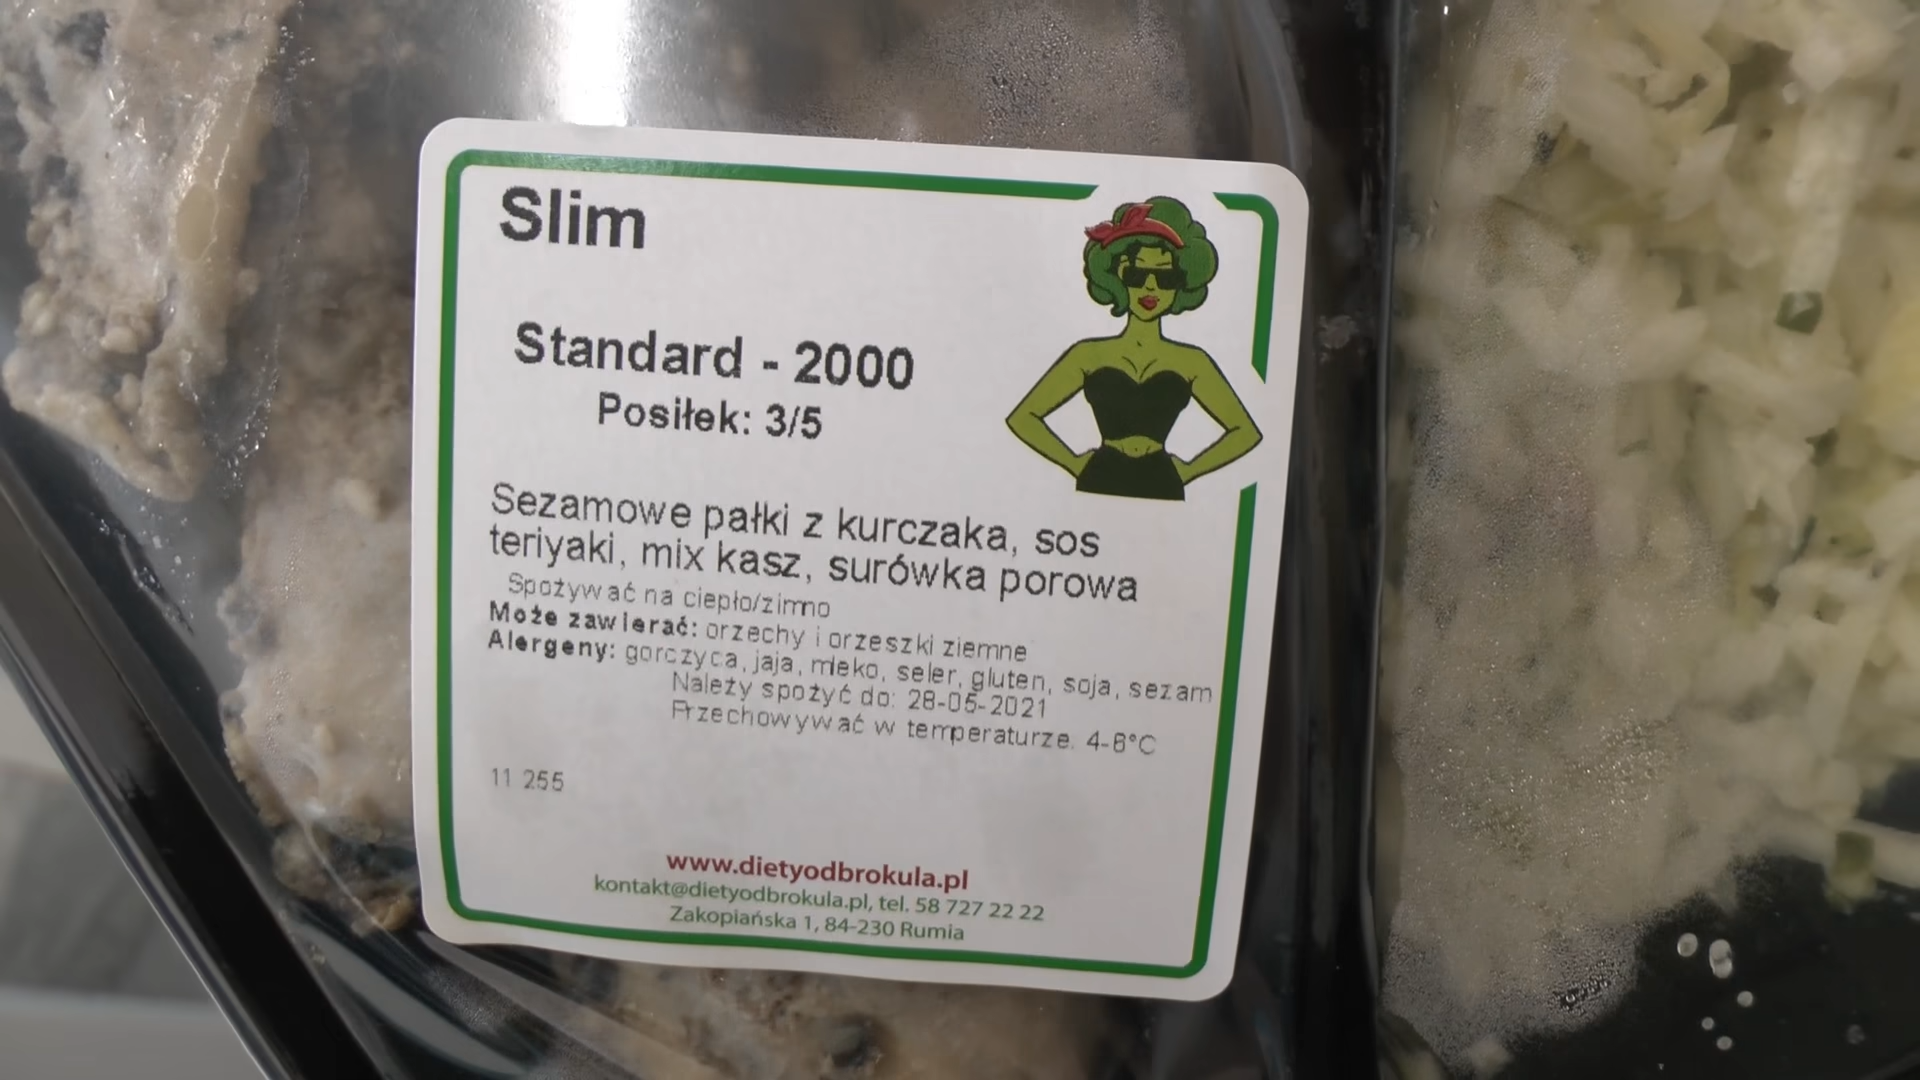 Slim
Standard - 2000
Posiłek: 3/5
Sezamowe pałki z kurczaka, sos
teriyaki, mix kasz, surówka porowa
Spożywać na ciepło/zimno
Może zawierać: orzechy i orzeszki ziemne
Alergeny: gorczyca, jaja, mleko, seler, gluten, soja, sezam
Należy spożyć do: 28-05-2021
Przechowywać w temperaturze. 4-6°C
11 255
www.dietyodbrokula.pl
kontakt@dietyodbrokula.pl, tel. 58 727 22 22
Zakopiańska 1, 84-230 Rumia